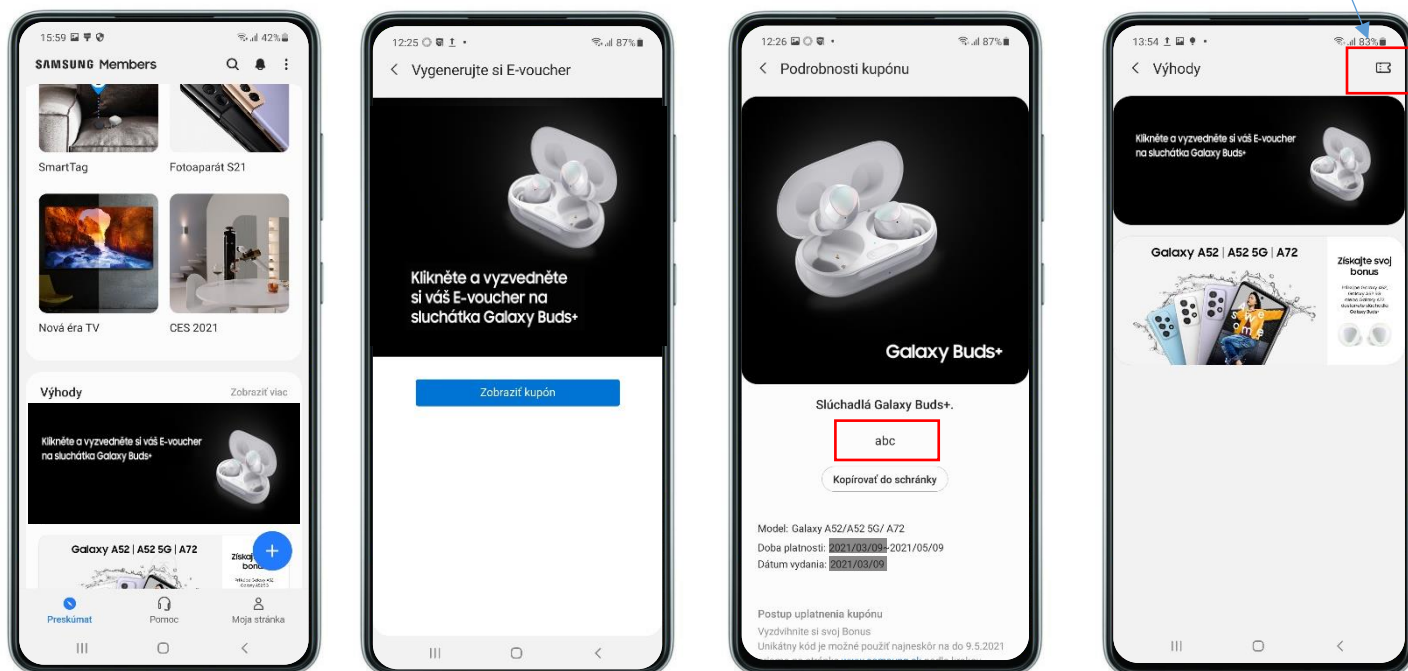 15:59
42%
SAMSUNG Members
SmartTag
Fotoaparát S21
Nová éra TV
CES 2021
Výhody
Zobraziť viac
Klikněte a vyzvedněte si váš E-voucher
na sluchátka Galaxy Buds+
Galaxy A52 | A52 5G | A72
Preskúmať
Pomoc
Moja stránka
12:25
87%
Vygenerujte si E-voucher
Klikněte a vyzvedněte
si váš E-voucher na
sluchátka Galaxy Buds+
Zobraziť kupón
12:26
87%
Podrobnosti kupónu
Galaxy Buds+
Slúchadlá Galaxy Buds+.
abc
Kopírovať do schránky
Model: Galaxy A52/A52 5G/ A72
Doba platnosti: 2021/03/09~2021/05/09
Dátum vydania: 2021/03/09
Postup uplatnenia kupónu
Vyzdvihnite si svoj Bonus
Unikátny kód je možné použiť najneskôr na do 9.5.2021
13:54
83%
Výhody
Klikněte a vyzvedněte si váš E-voucher
na sluchátka Galaxy Buds+
Galaxy A52 | A52 5G | A72
Awesome
Získajte svoj
bonus